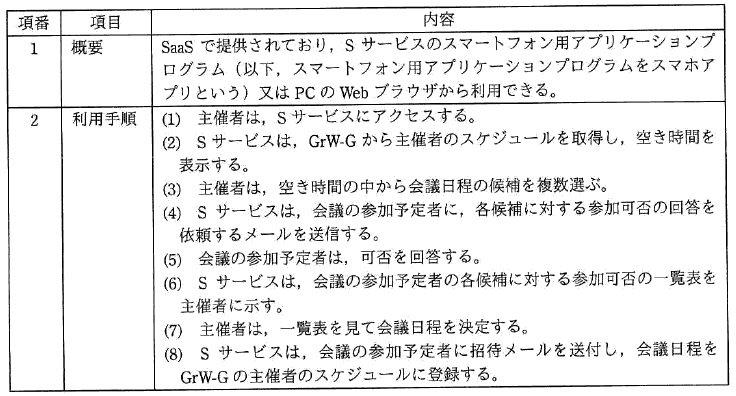 項番 項目 内容
1 概要 SaaS で提供されており，S サービスのスマートフォン用アプリケーションプ
ログラム（以下，スマートフォン用アプリケーションプログラムをスマホア
プリという）又は PC の Web ブラウザから利用できる。
2 利用手順 (1) 主催者は，S サービスにアクセスする。
(2) S サービスは，GrW-G から主催者のスケジュールを取得し，空き時間を
表示する。
(3) 主催者は，空き時間の中から会議日程の候補を複数選ぶ。
(4) S サービスは，会議の参加予定者に，各候補に対する参加可否の回答を
依頼するメールを送信する。
(5) 会議の参加予定者は，可否を回答する。
(6) S サービスは，会議の参加予定者の各候補に対する参加可否の一覧表を
主催者に示す。
(7) 主催者は，一覧表を見て会議日程を決定する。
(8) S サービスは，会議の参加予定者に招待メールを送付し，会議日程を
GrW-G の主催者のスケジュールに登録する。